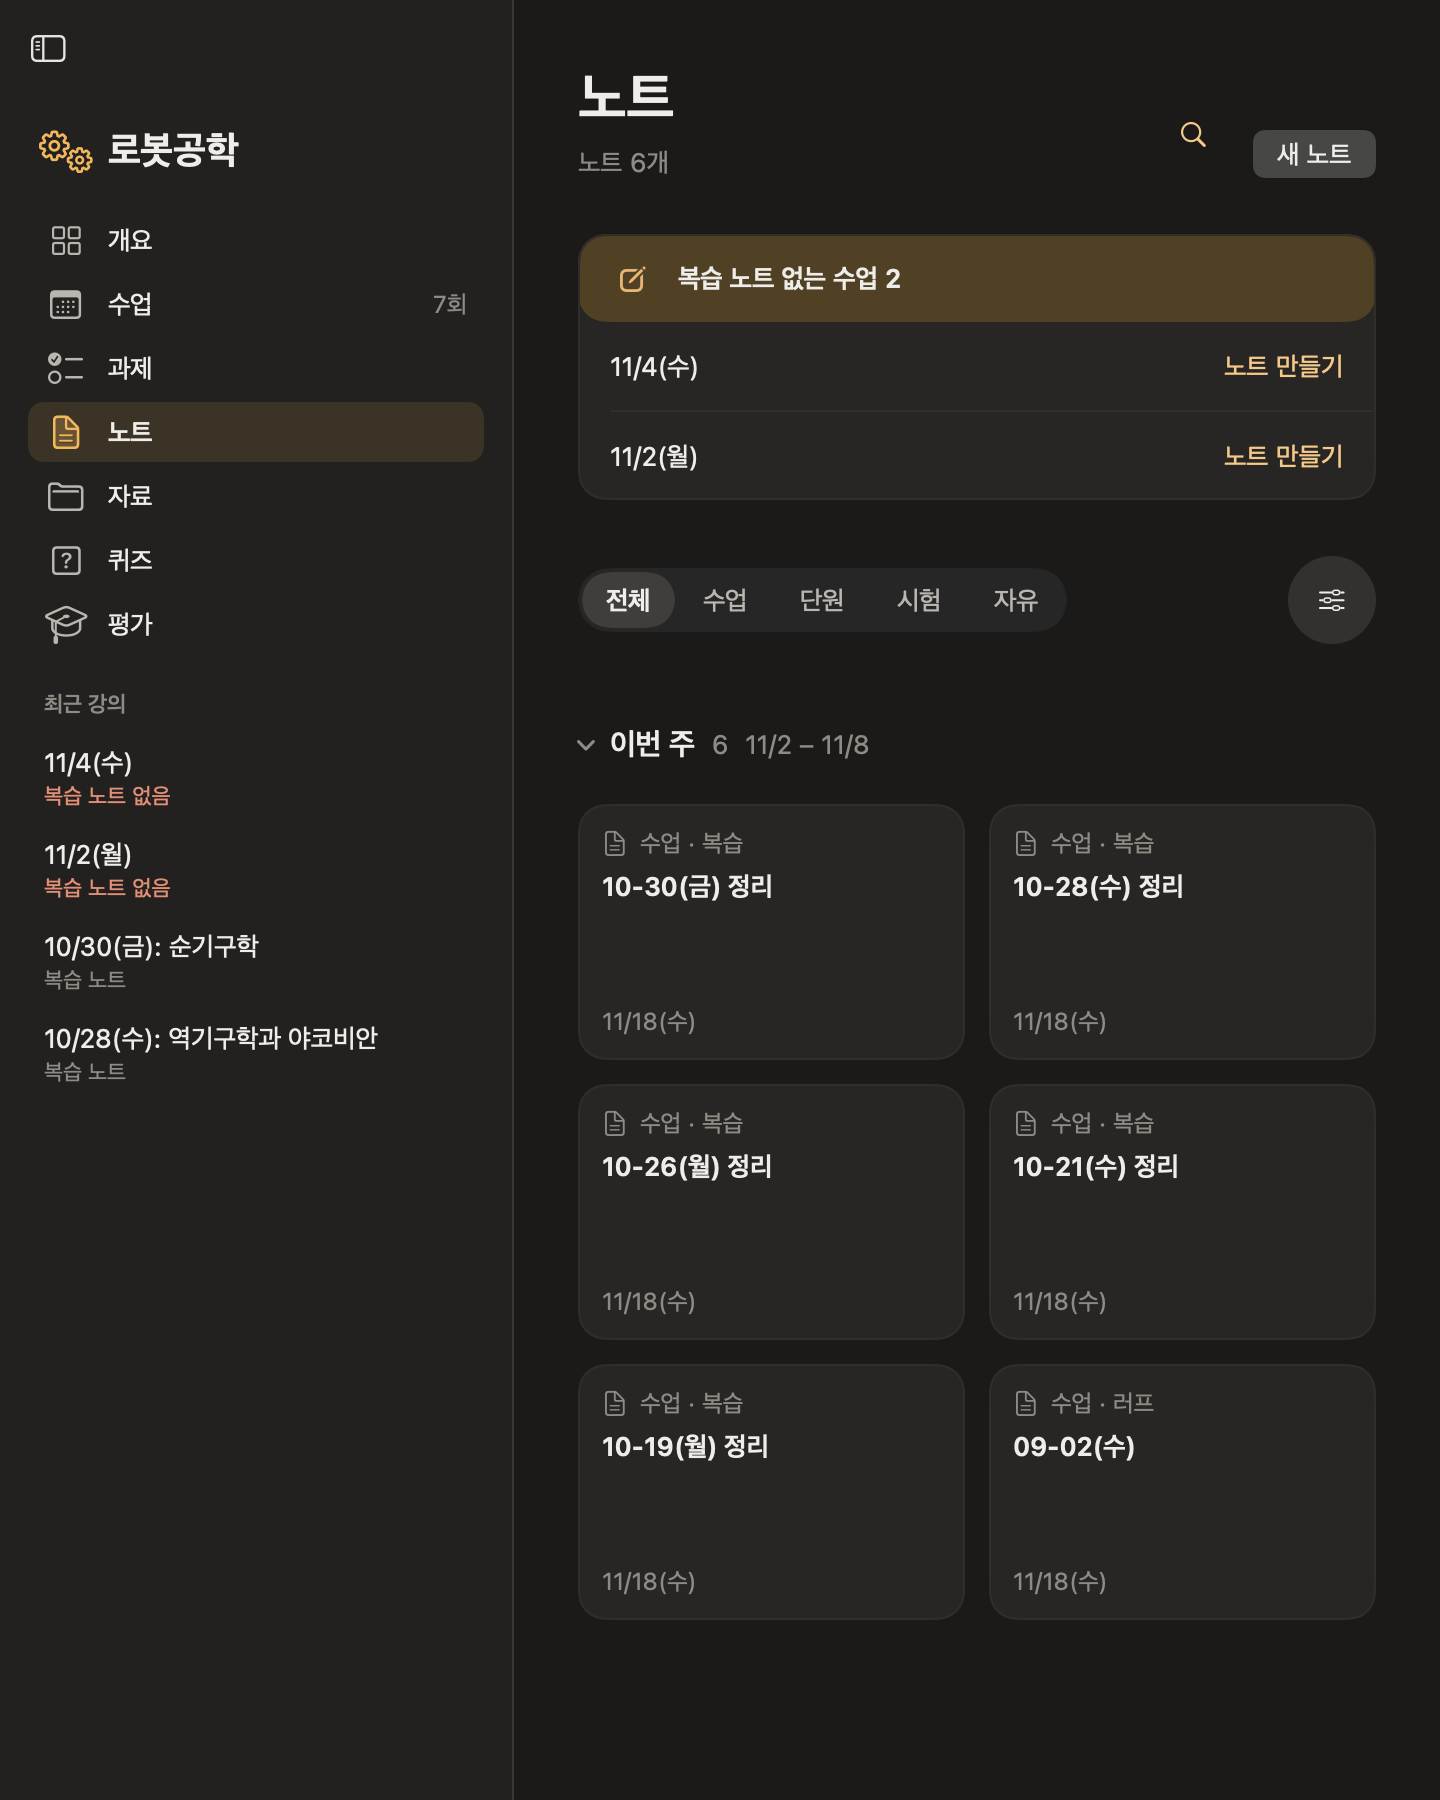 로봇공학
개요
수업 7회
과제
노트
자료
퀴즈
평가
최근 강의
11/4(수)
복습 노트 없음
11/2(월)
복습 노트 없음
10/30(금): 순기구학
복습 노트
10/28(수): 역기구학과 야코비안
복습 노트
노트
노트 6개
새 노트
복습 노트 없는 수업 2
11/4(수) 노트 만들기
11/2(월) 노트 만들기
전체 수업 단원 시험 자유
이번 주 6 11/2 – 11/8
수업 · 복습
10-30(금) 정리
11/18(수)
수업 · 복습
10-28(수) 정리
11/18(수)
수업 · 복습
10-26(월) 정리
11/18(수)
수업 · 복습
10-21(수) 정리
11/18(수)
수업 · 복습
10-19(월) 정리
11/18(수)
수업 · 러프
09-02(수)
11/18(수)